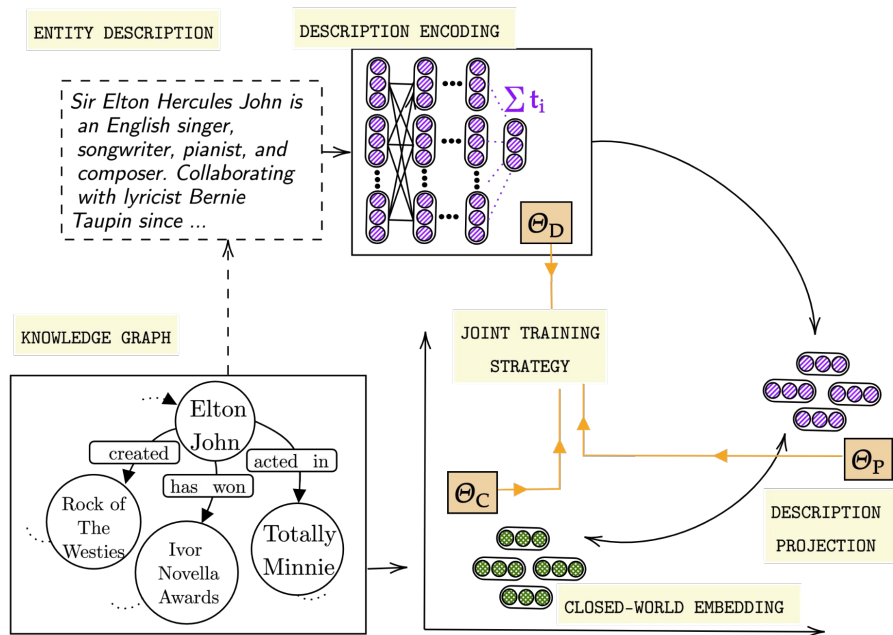 ENTITY DESCRIPTION
DESCRIPTION ENCODING
Sir Elton Hercules John is
an English singer,
songwriter, pianist, and
composer. Collaborating
with lyricist Bernie
Taupin since ...
∑ t_i
Θ_D
KNOWLEDGE GRAPH
JOINT TRAINING
STRATEGY
Elton
John
created
has won
acted in
Rock of
The
Westies
Ivor
Novella
Awards
Totally
Minnie
Θ_C
Θ_P
DESCRIPTION
PROJECTION
CLOSED-WORLD EMBEDDING